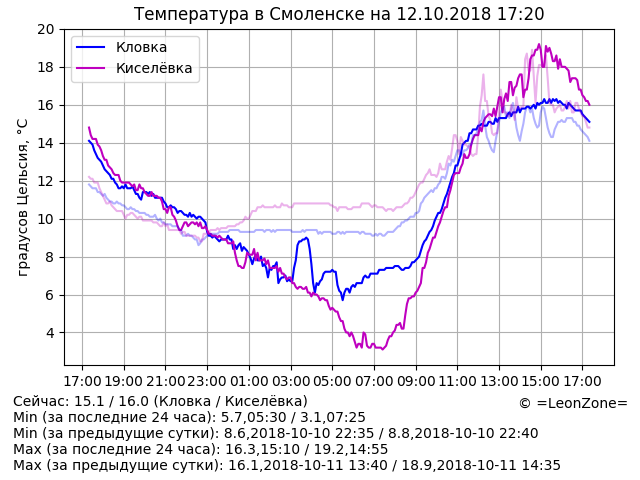 Температура в Смоленске на 12.10.2018 17:20
Кловка
Киселёвка
градусов Цельсия, °C
20
18
16
14
12
10
8
6
4
17:00 19:00 21:00 23:00 01:00 03:00 05:00 07:00 09:00 11:00 13:00 15:00 17:00
Сейчас: 15.1 / 16.0 (Кловка / Киселёвка)
© =LeonZone=
Min (за последние 24 часа): 5.7,05:30 / 3.1,07:25
Min (за предыдущие сутки): 8.6,2018-10-10 22:35 / 8.8,2018-10-10 22:40
Max (за последние 24 часа): 16.3,15:10 / 19.2,14:55
Max (за предыдущие сутки): 16.1,2018-10-11 13:40 / 18.9,2018-10-11 14:35